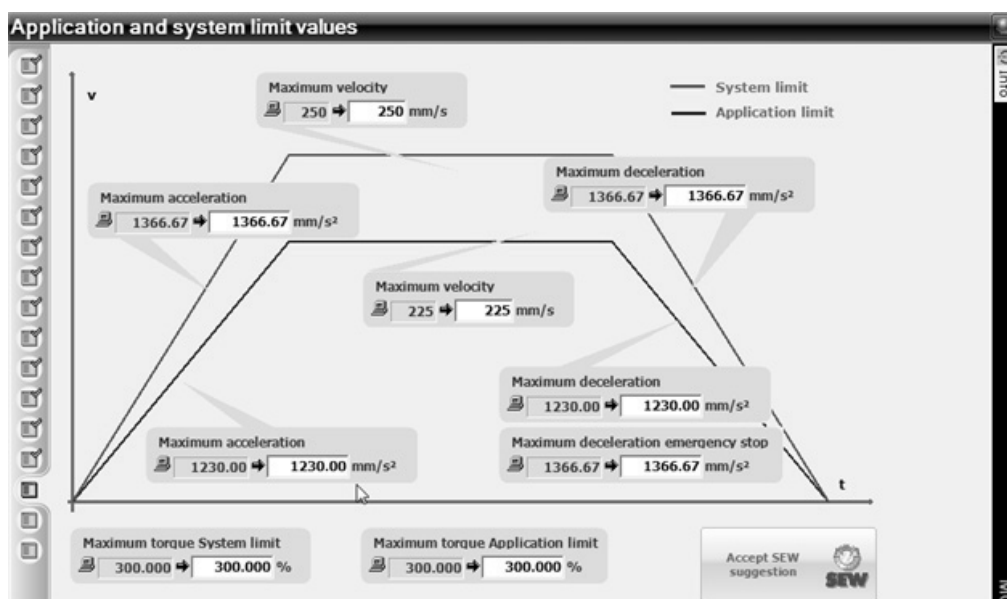 Application and system limit values
v
Maximum velocity
250 250 mm/s
System limit
Application limit
Maximum deceleration
1366.67 1366.67 mm/s²
Maximum acceleration
1366.67 1366.67 mm/s²
Maximum velocity
225 225 mm/s
Maximum deceleration
1230.00 1230.00 mm/s²
Maximum acceleration
1230.00 1230.00 mm/s²
Maximum deceleration emergency stop
1366.67 1366.67 mm/s²
t
Maximum torque System limit
300.000 300.000 %
Maximum torque Application limit
300.000 300.000 %
Accept SEW
suggestion
SEW
Info